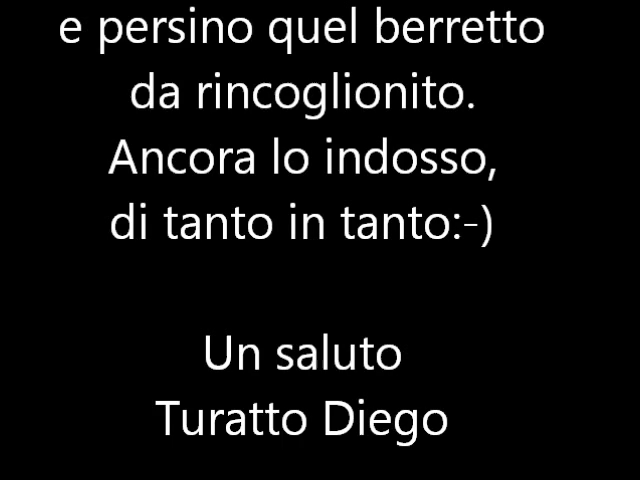 e persino quel berretto
da rincoglionito.
Ancora lo indosso,
di tanto in tanto:-)
Un saluto
Turatto Diego